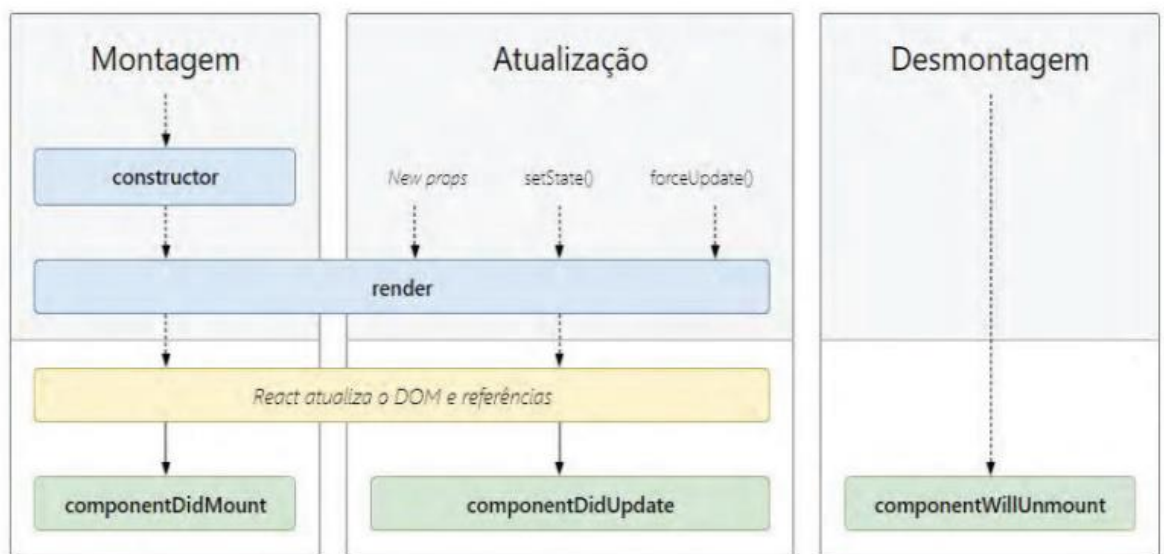 Montagem
Atualização
Desmontagem
constructor
New props
setState()
forceUpdate()
render
React atualiza o DOM e referências
componentDidMount
componentDidUpdate
componentWillUnmount